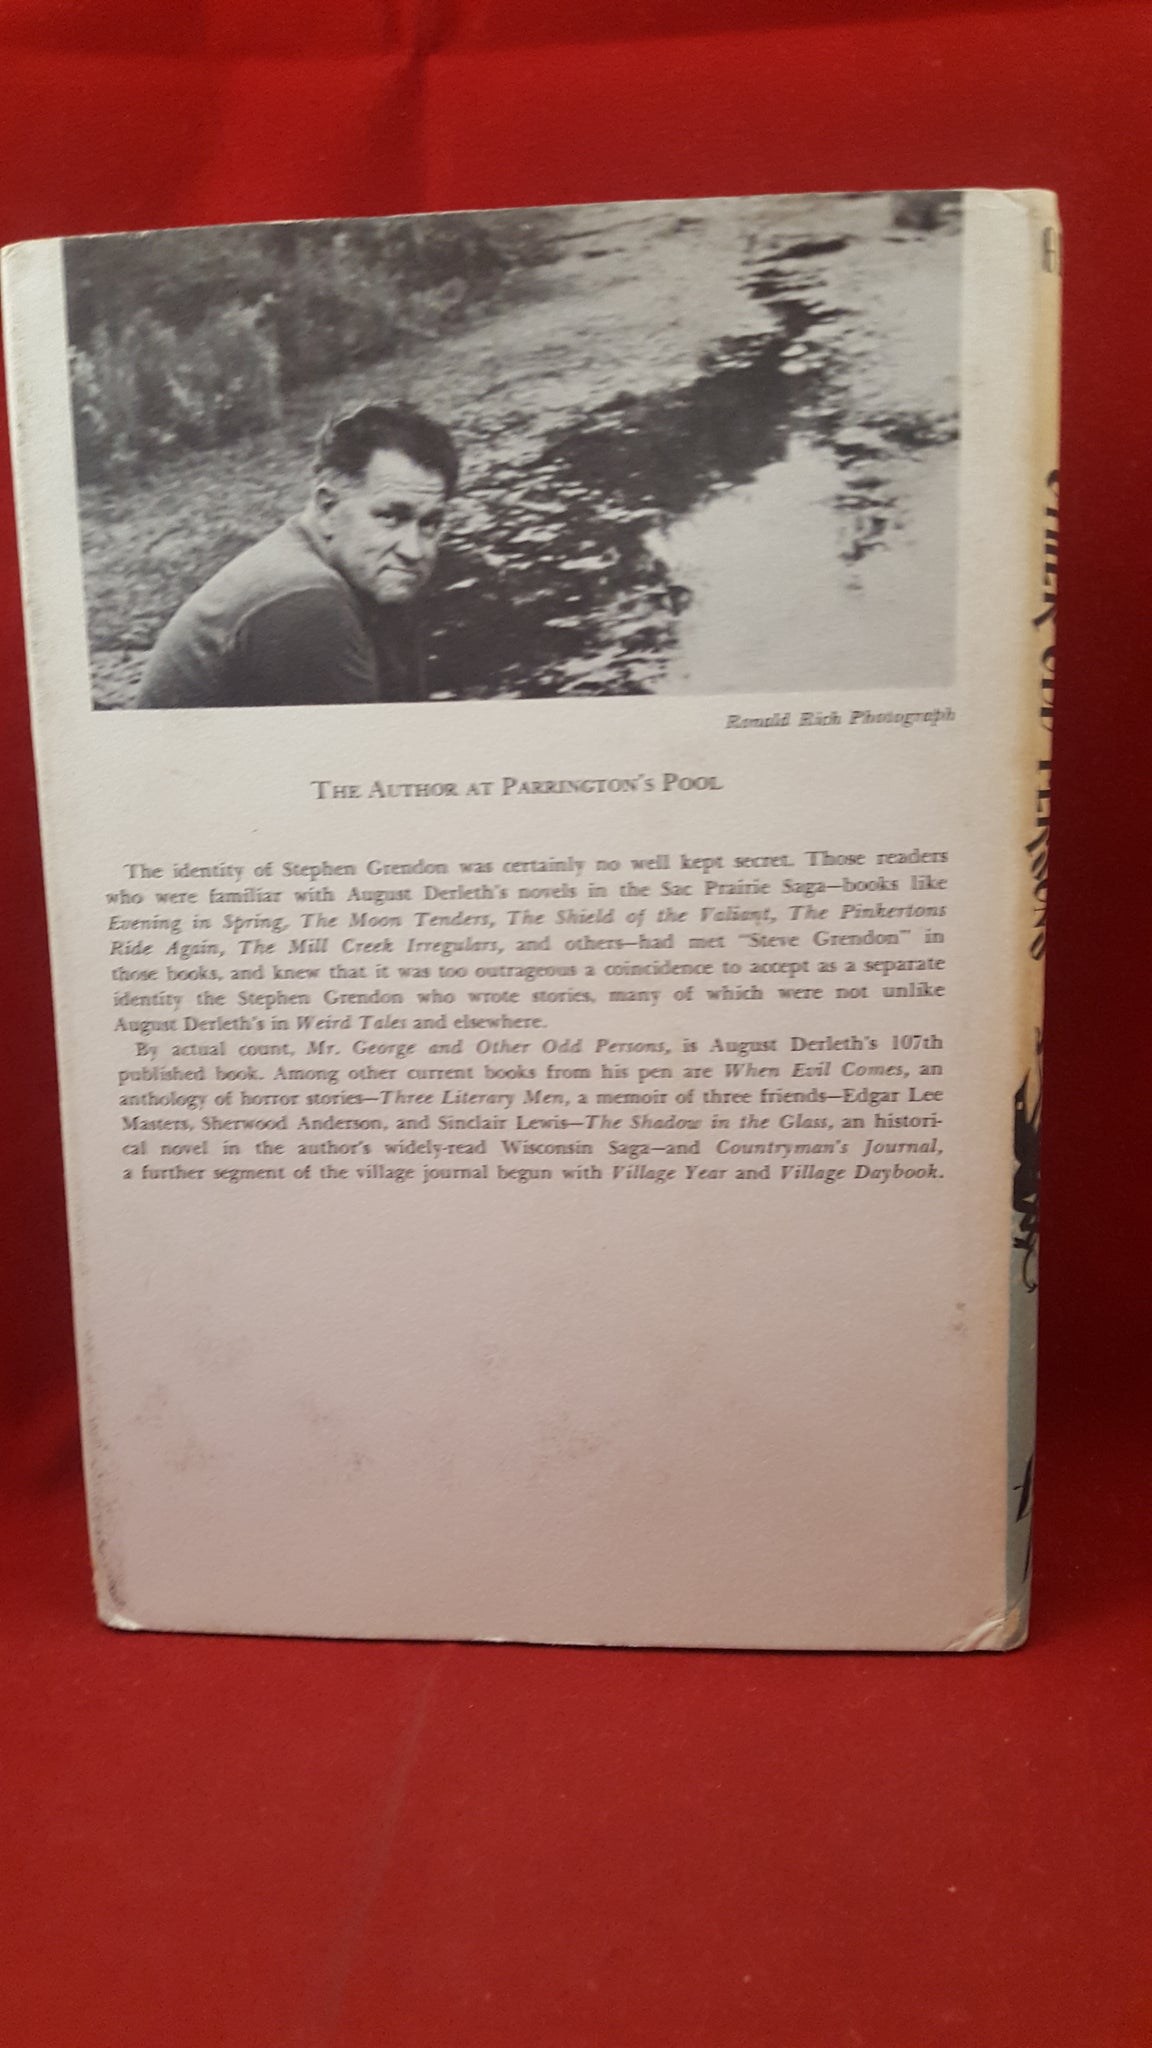 Ronald Rich Photograph
THE AUTHOR AT PARRINGTON'S POOL
The identity of Stephen Grendon was certainly no well kept secret. Those readers
who were familiar with August Derleth's novels in the Sac Prairie Saga—books like
Evening in Spring, The Moon Tenders, The Shield of the Valiant, The Pinkertons
Ride Again, The Mill Creek Irregulars, and others—had met "Steve Grendon" in
those books, and knew that it was too outrageous a coincidence to accept as a separate
identity the Stephen Grendon who wrote stories, many of which were not unlike
August Derleth's in Weird Tales and elsewhere.
By actual count, Mr. George and Other Odd Persons, is August Derleth's 107th
published book. Among other current books from his pen are When Evil Comes, an
anthology of horror stories—Three Literary Men, a memoir of three friends—Edgar Lee
Masters, Sherwood Anderson, and Sinclair Lewis—The Shadow in the Glass, an histori-
cal novel in the author's widely-read Wisconsin Saga—and Countryman's Journal,
a further segment of the village journal begun with Village Year and Village Daybook.
OTHER ODD PERSONS